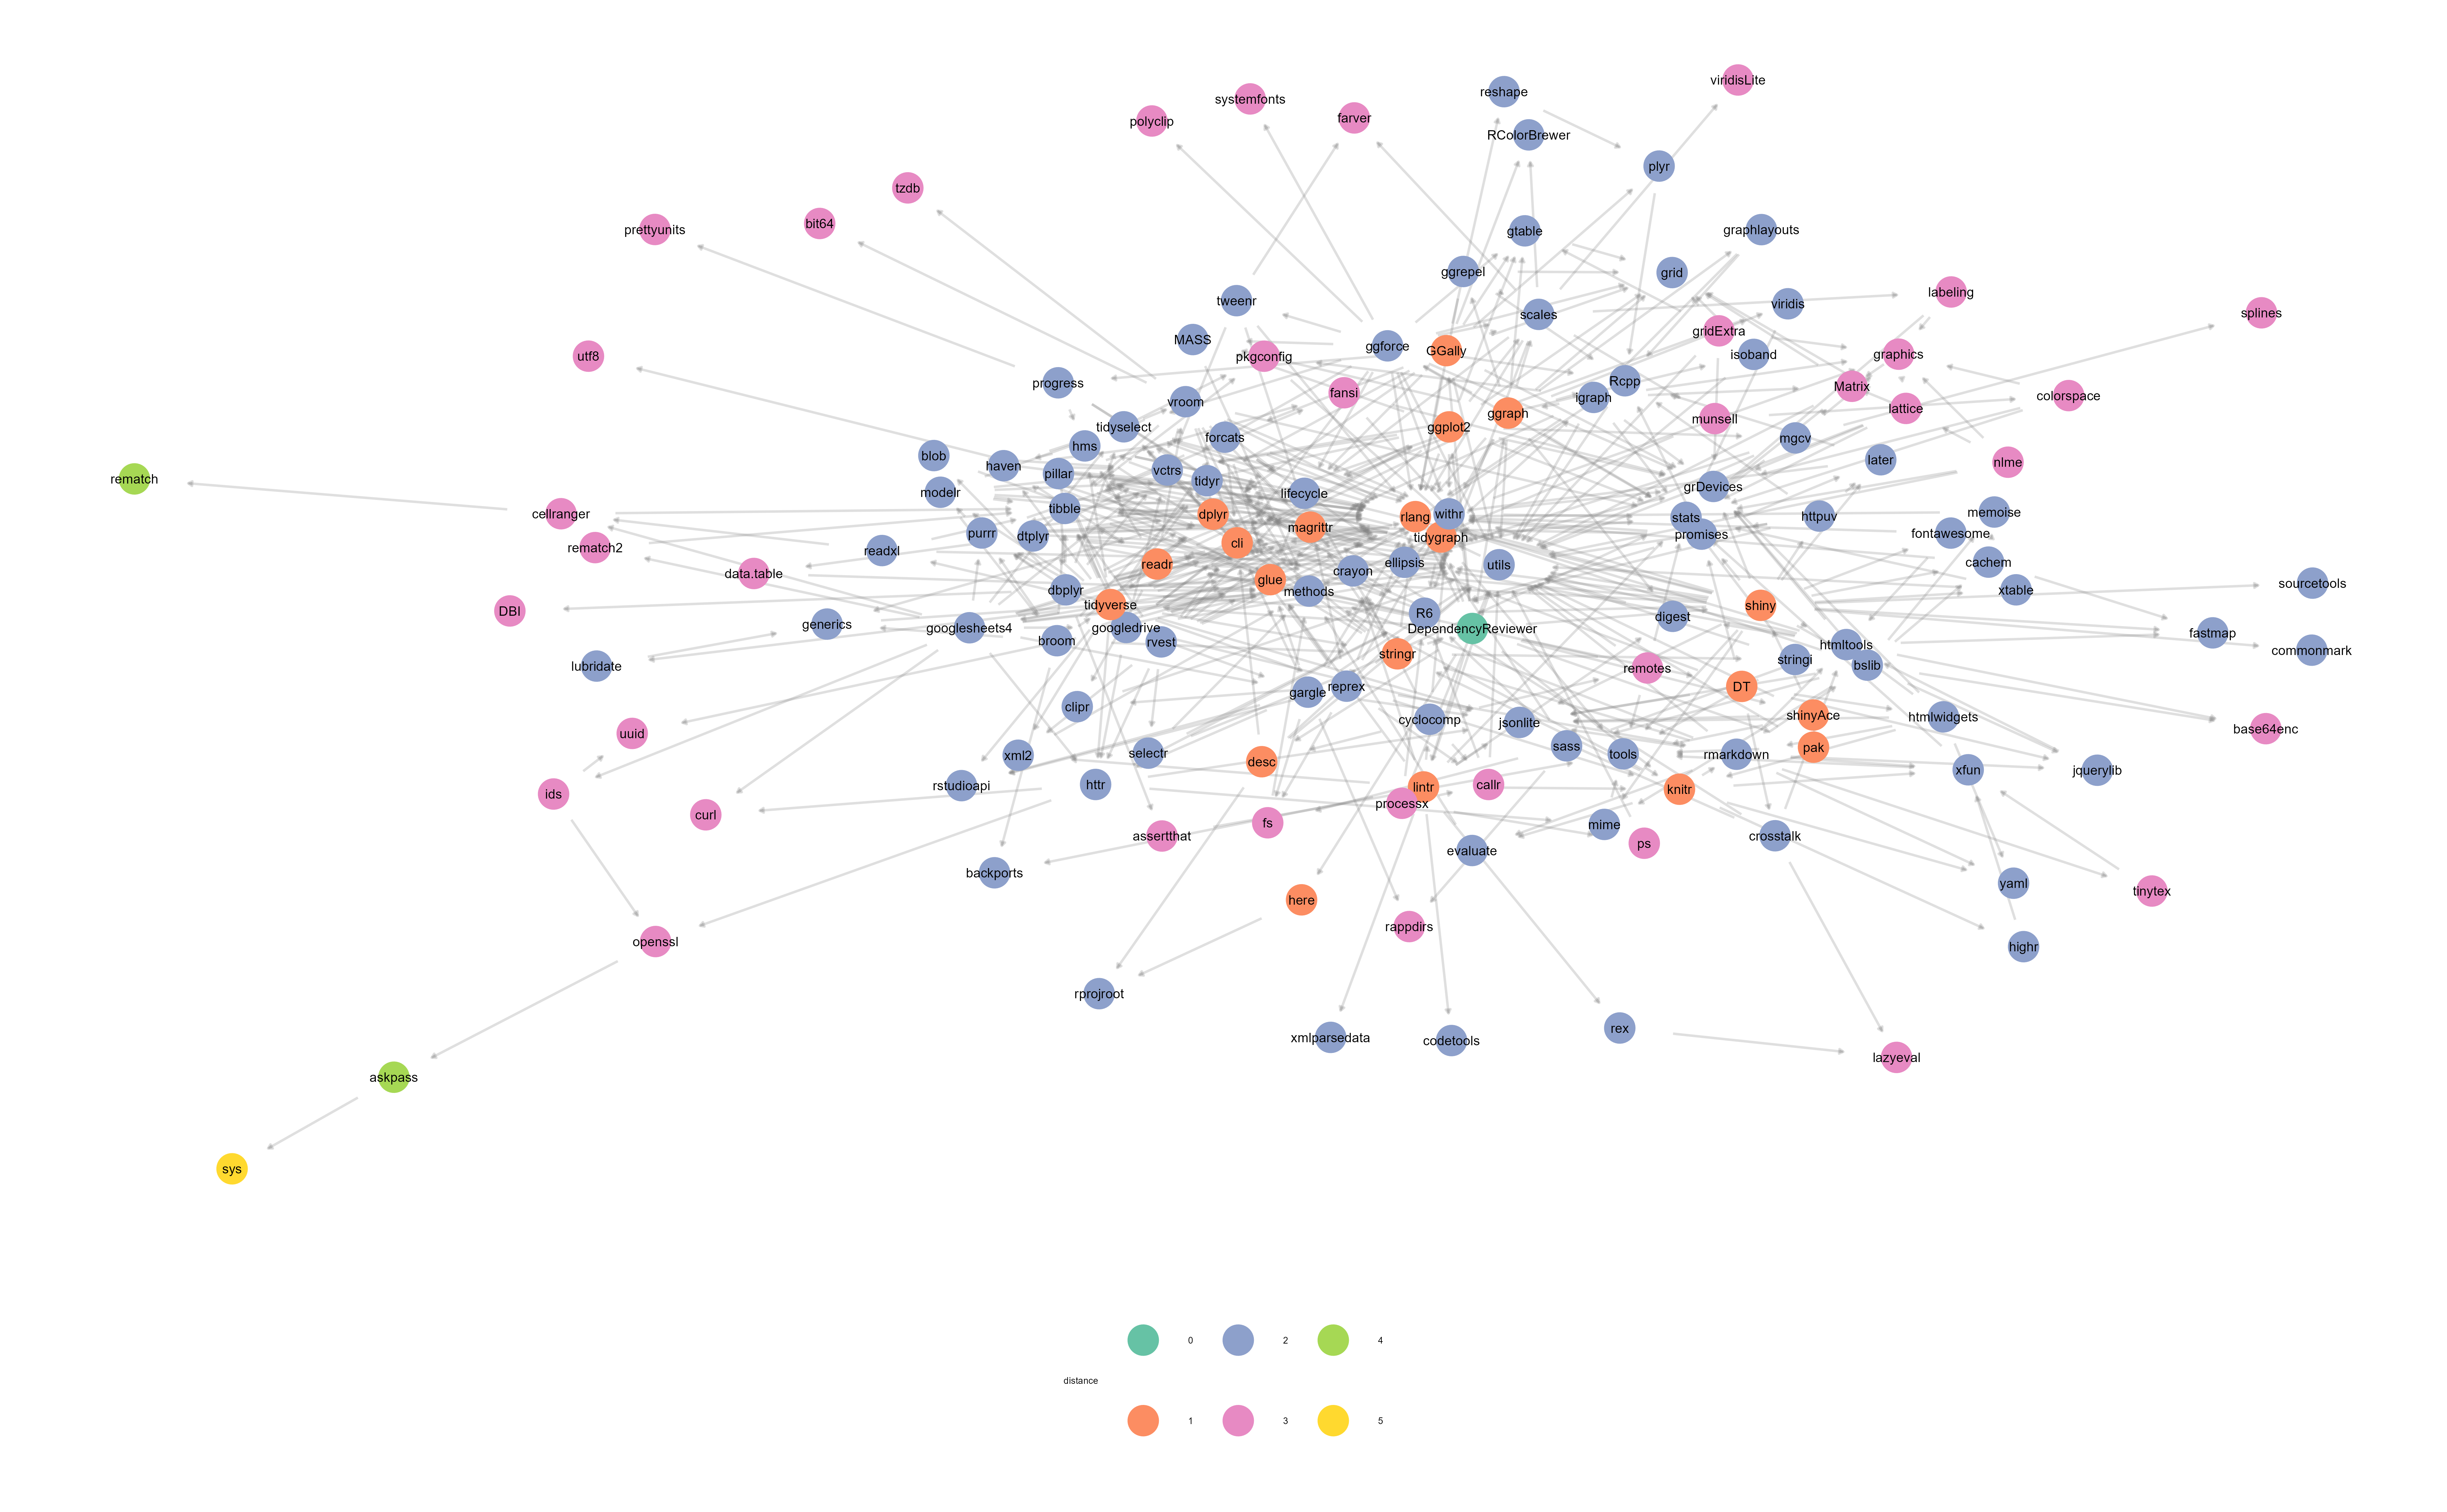 viridisLite
reshape
systemfonts
farver
polyclip
RColorBrewer
plyr
tzdb
bit64
prettyunits
gtable
graphlayouts
ggrepel
grid
labeling
tweenr
viridis
splines
scales
gridExtra
MASS
ggforce
GGally
isoband
graphics
utf8
pkgconfig
progress
Rcpp
Matrix
fansi
colorspace
igraph
vroom
lattice
ggraph
munsell
tidyselect
ggplot2
forcats
mgcv
hms
blob
haven
later
nlme
pillar
vctrs
rematch
tidyr
grDevices
modelr
lifecycle
tibble
cellranger
dplyr
rlang
withr
stats
httpuv
memoise
magrittr
purrr
dtplyr
tidygraph
promises
fontawesome
cli
rematch2
readxl
cachem
readr
ellipsis
utils
data.table
crayon
glue
sourcetools
dbplyr
methods
xtable
tidyverse
shiny
DBI
R6
digest
generics
googlesheets4
googledrive
DependencyReviewer
fastmap
broom
rvest
htmltools
commonmark
stringr
stringi
lubridate
remotes
bslib
gargle
reprex
DT
clipr
shinyAce
htmlwidgets
cyclocomp
jsonlite
base64enc
uuid
sass
pak
xml2
selectr
tools
rmarkdown
desc
xfun
jquerylib
rstudioapi
httr
lintr
callr
knitr
ids
processx
curl
fs
mime
assertthat
crosstalk
ps
evaluate
backports
yaml
tinytex
here
rappdirs
openssl
highr
rprojroot
rex
xmlparsedata
codetools
lazyeval
askpass
sys
0
2
4
distance
1
3
5